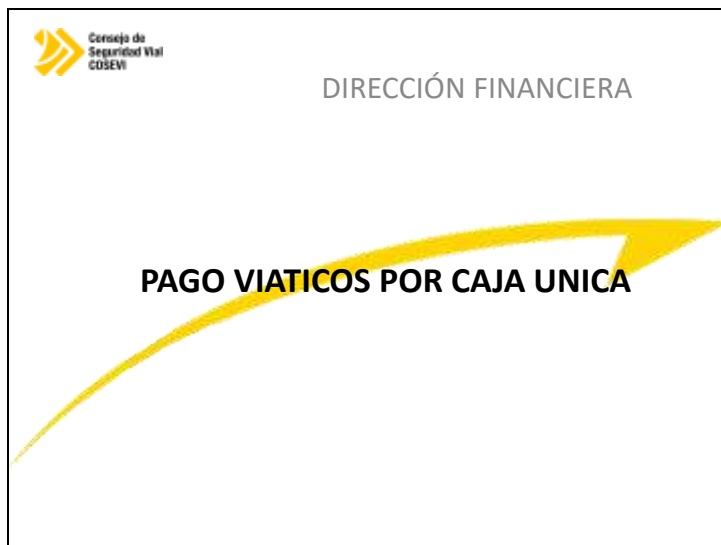 Consejo de
Seguridad Vial
COSEVI
DIRECCIÓN FINANCIERA
PAGO VIATICOS POR CAJA UNICA